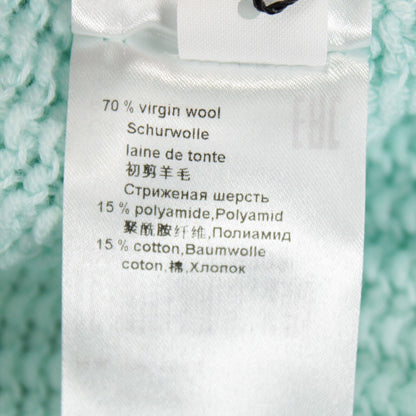 70 % virgin wool
Schurwolle
laine de tonte
初剪羊毛
Стриженая шерсть
15 % polyamide,Polyamid
聚酰胺纤维,Полиамид
15 % cotton,Baumwolle
coton,棉,Хлопок